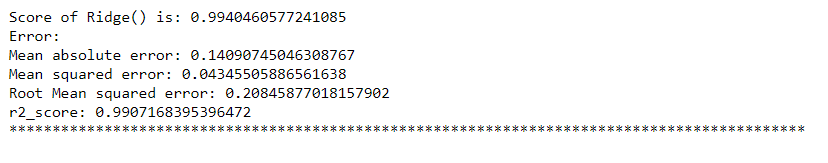 Score of Ridge() is: 0.9940460577241085
Error:
Mean absolute error: 0.14090745046308767
Mean squared error: 0.04345505886561638
Root Mean squared error: 0.20845877018157902
r2_score: 0.9907168395396472
********************************************************************************************